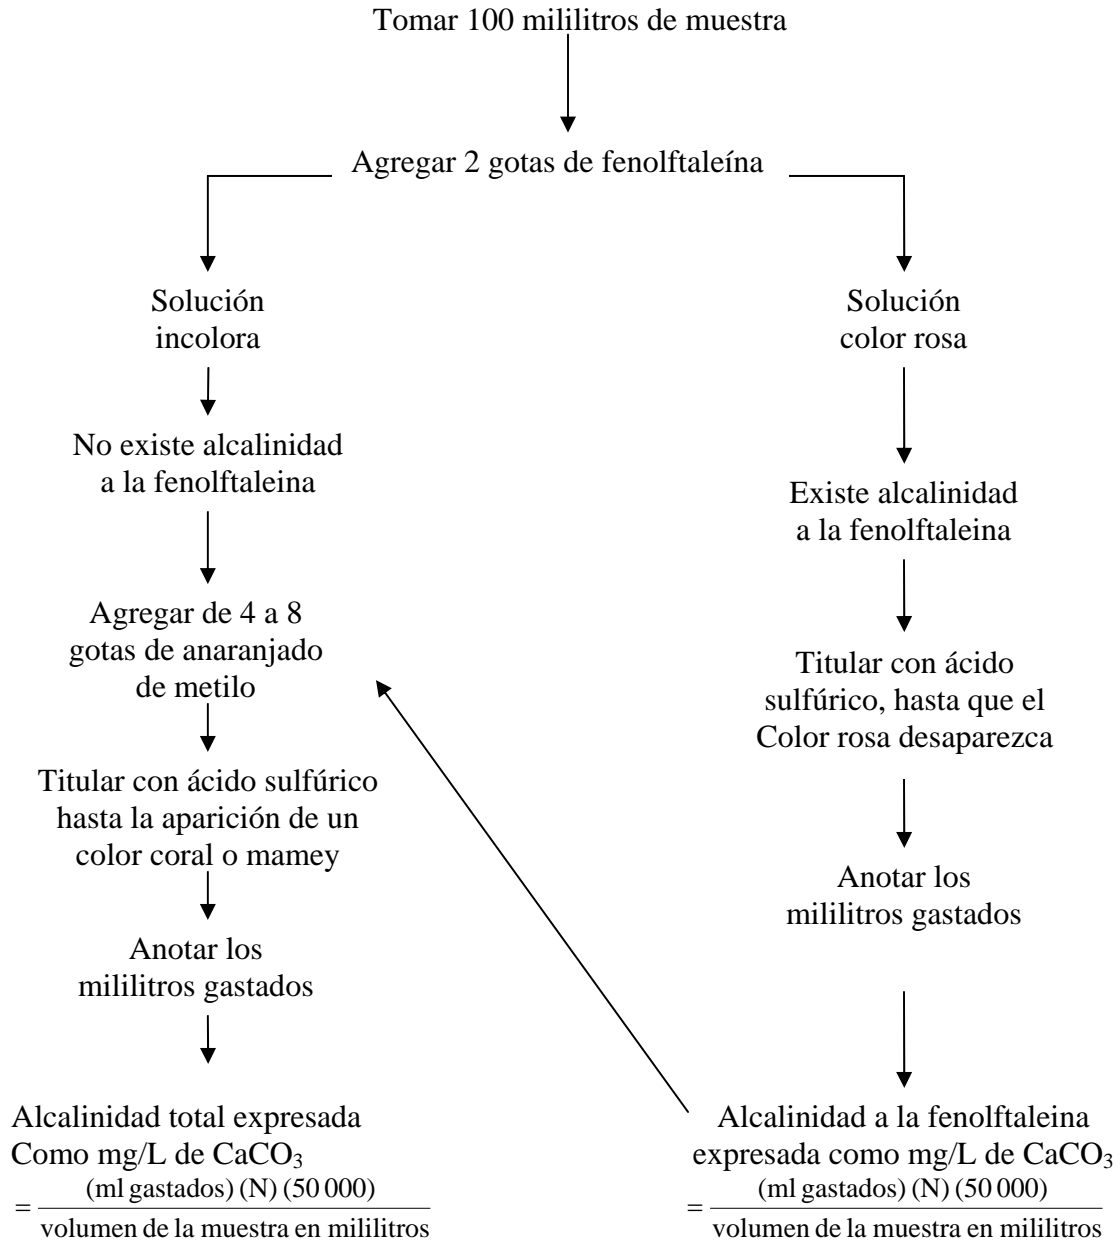 Tomar 100 mililitros de muestra
Agregar 2 gotas de fenolftaleína
Solución
incolora
No existe alcalinidad
a la fenolftaleina
Agregar de 4 a 8
gotas de anaranjado
de metilo
Titular con ácido sulfúrico
hasta la aparición de un
color coral o mamey
Anotar los
mililitros gastados
Alcalinidad total expresada
Como mg/L de CaCO₃
(ml gastados) (N) (50 000)
=
volumen de la muestra en mililitros
Solución
color rosa
Existe alcalinidad
a la fenolftaleina
Titular con ácido
sulfúrico, hasta que el
Color rosa desaparezca
Anotar los
mililitros gastados
Alcalinidad a la fenolftaleina
expresada como mg/L de CaCO₃
(ml gastados) (N) (50 000)
=
volumen de la muestra en mililitros